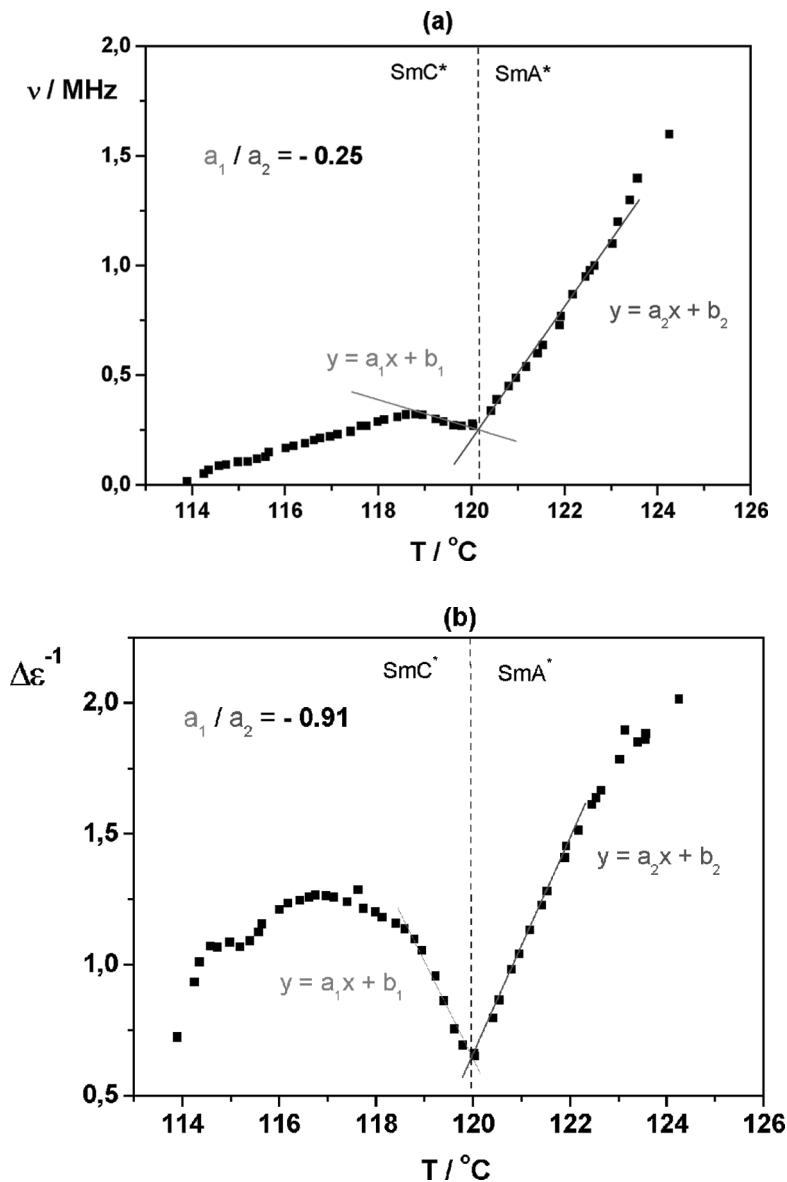 (a)
2,0
SmC* SmA*
ν / MHz
a₁ / a₂ = - 0.25
1,5
1,0
y = a₂x + b₂
y = a₁x + b₁
0,5
0,0
114 116 118 120 122 124 126
T / °C
(b)
SmC* SmA*
Δε⁻¹
2,0
a₁ / a₂ = - 0.91
1,5
y = a₂x + b₂
1,0
y = a₁x + b₁
0,5
114 116 118 120 122 124 126
T / °C